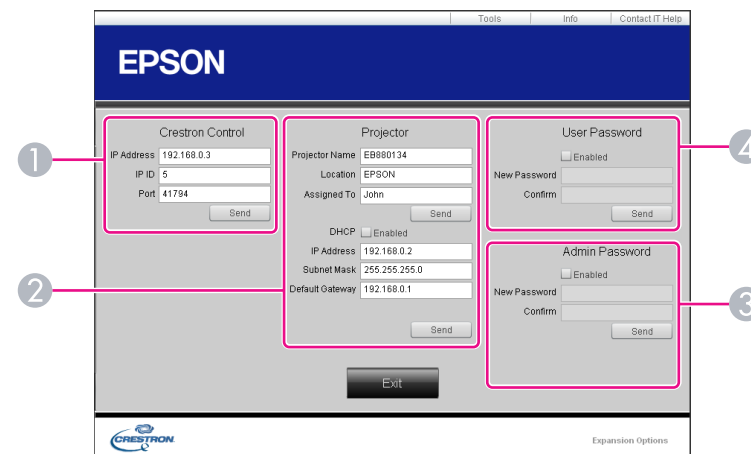 Tools Info Contact IT Help
EPSON
Crestron Control
IP Address 192.168.0.3
IP ID 5
Port 41794
Send
Projector
Projector Name EB880134
Location EPSON
Assigned To John
Send
DHCP Enabled
IP Address 192.168.0.2
Subnet Mask 255.255.255.0
Default Gateway 192.168.0.1
Send
User Password
Enabled
New Password
Confirm
Send
Admin Password
Enabled
New Password
Confirm
Send
Exit
CRESTRON
Expansion Options
1
2
4
3